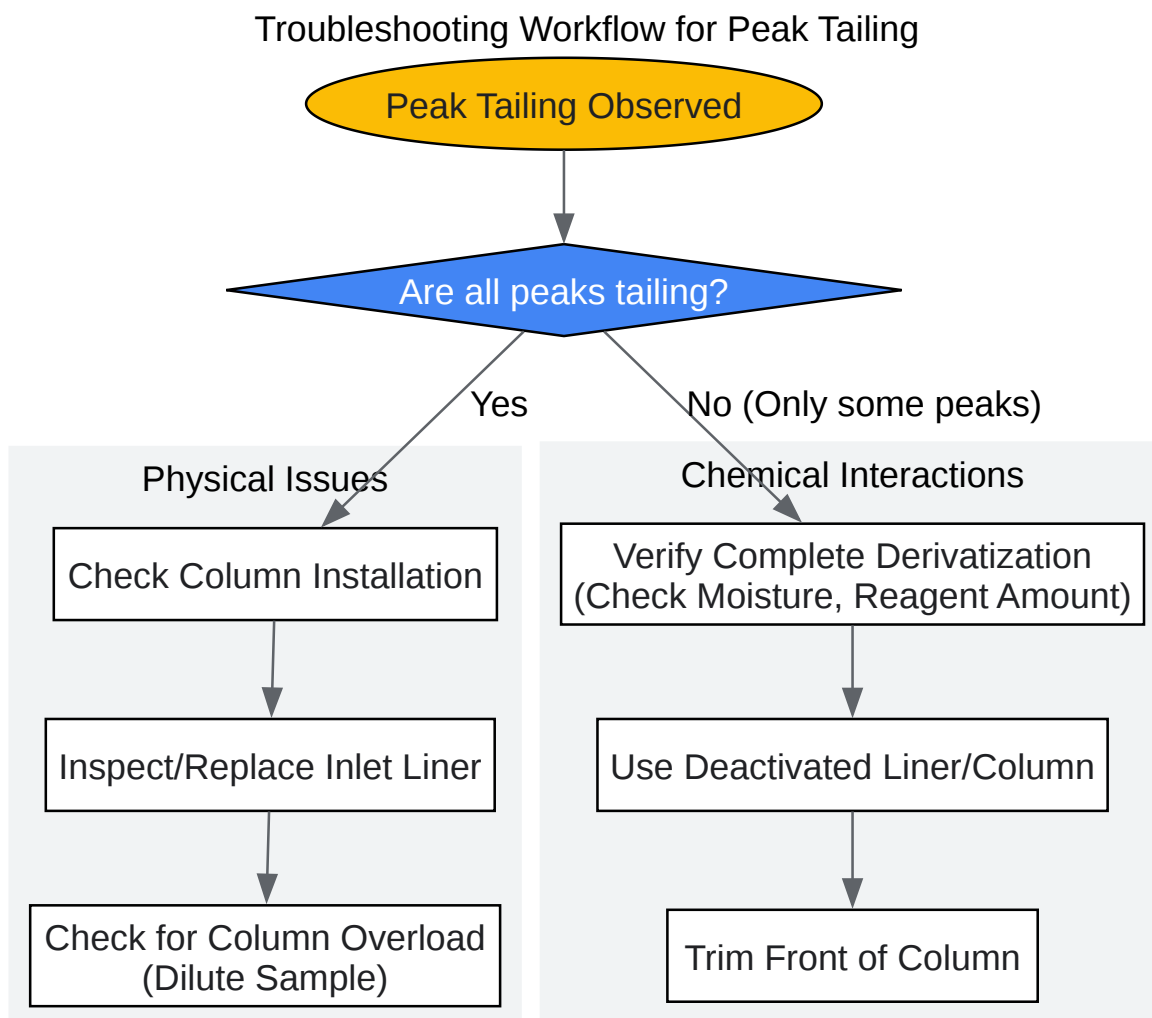 Troubleshooting Workflow for Peak Tailing
Peak Tailing Observed
Are all peaks tailing?
Yes
No (Only some peaks)
Physical Issues
Check Column Installation
Inspect/Replace Inlet Liner
Check for Column Overload
(Dilute Sample)
Chemical Interactions
Verify Complete Derivatization
(Check Moisture, Reagent Amount)
Use Deactivated Liner/Column
Trim Front of Column